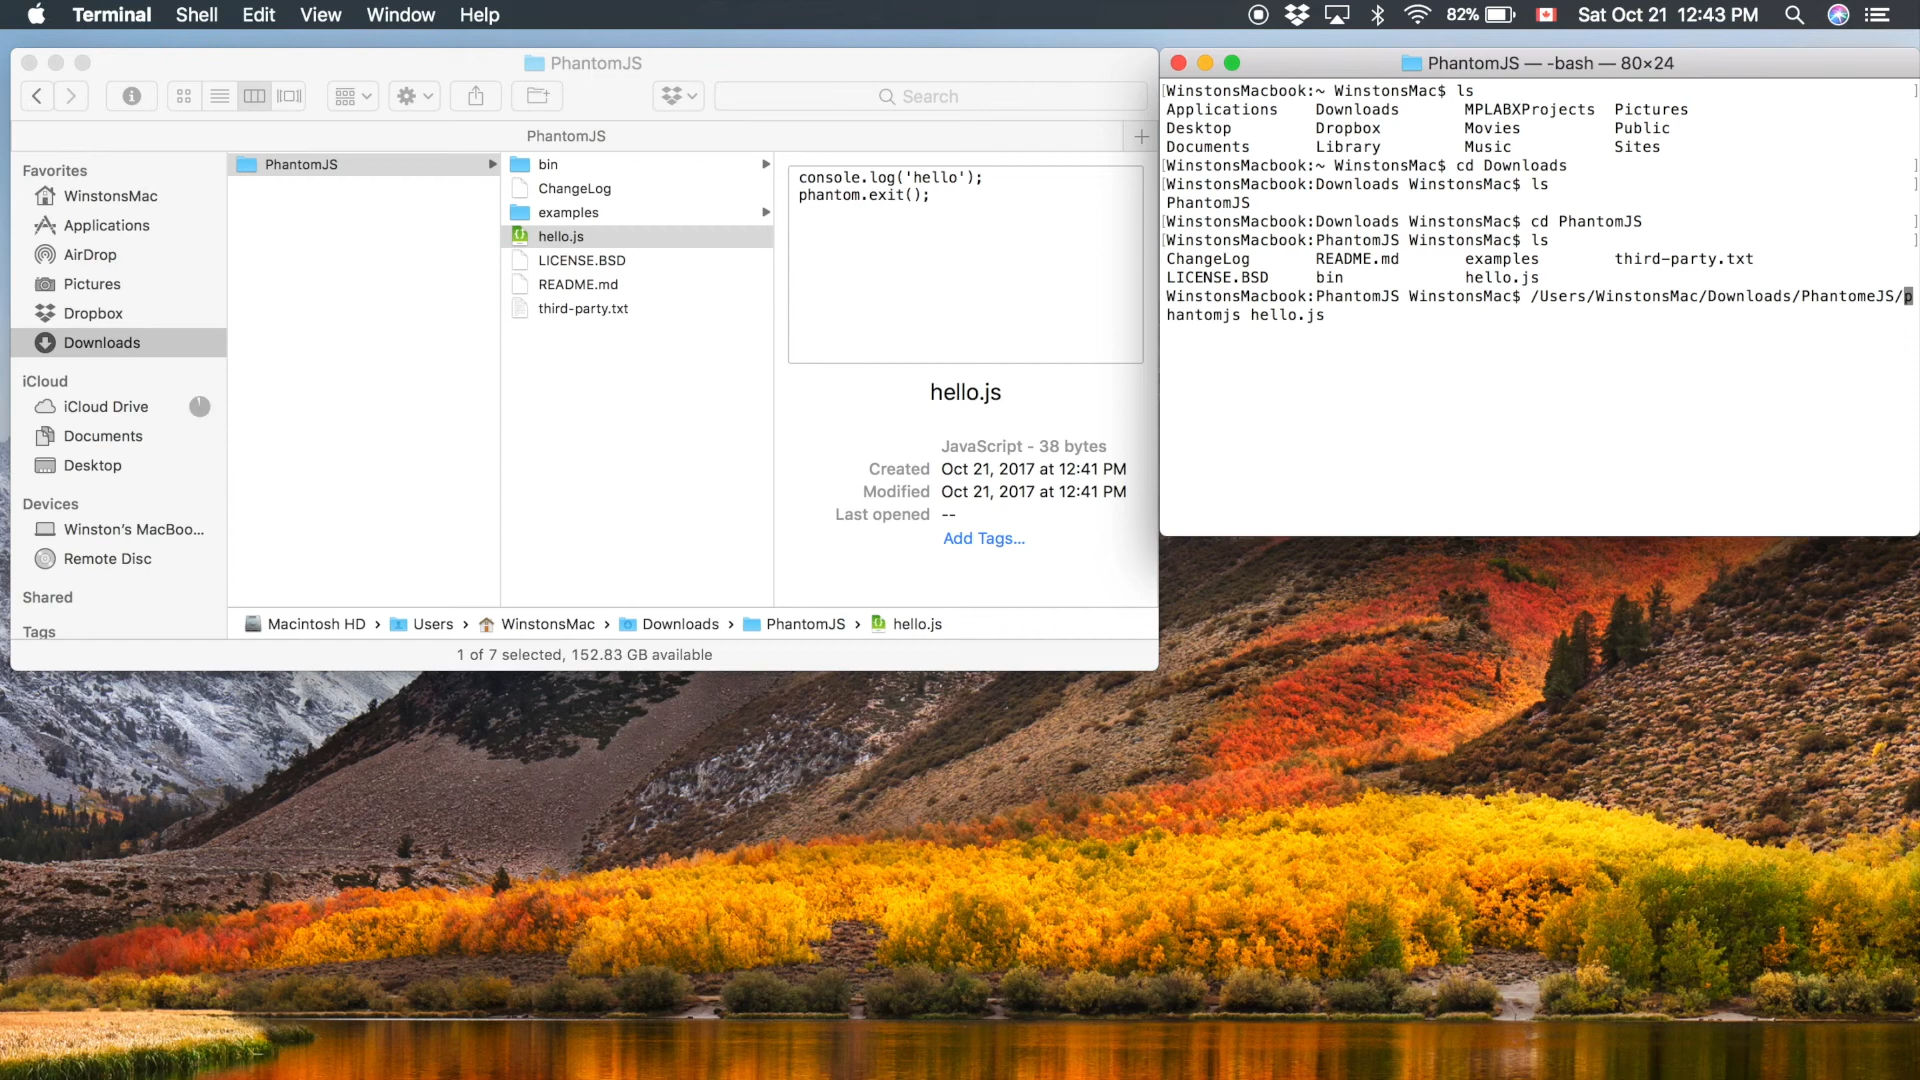 Terminal Shell Edit View Window Help 82% Sat Oct 21 12:43 PM
PhantomJS
Search
PhantomJS
Favorites
WinstonsMac
Applications
AirDrop
Pictures
Dropbox
Downloads
iCloud
iCloud Drive
Documents
Desktop
Devices
Winston's MacBoo...
Remote Disc
Shared
Tags
PhantomJS
bin
ChangeLog
examples
hello.js
LICENSE.BSD
README.md
third-party.txt
console.log('hello');
phantom.exit();
hello.js
JavaScript - 38 bytes
Created Oct 21, 2017 at 12:41 PM
Modified Oct 21, 2017 at 12:41 PM
Last opened --
Add Tags...
Macintosh HD › Users › WinstonsMac › Downloads › PhantomJS › hello.js
1 of 7 selected, 152.83 GB available
PhantomJS — -bash — 80×24
[WinstonsMacbook:~ WinstonsMac$ ls ]
Applications Downloads MPLABXProjects Pictures
Desktop Dropbox Movies Public
Documents Library Music Sites
[WinstonsMacbook:~ WinstonsMac$ cd Downloads ]
[WinstonsMacbook:Downloads WinstonsMac$ ls ]
PhantomJS
[WinstonsMacbook:Downloads WinstonsMac$ cd PhantomJS ]
[WinstonsMacbook:PhantomJS WinstonsMac$ ls ]
ChangeLog README.md examples third-party.txt
LICENSE.BSD bin hello.js
WinstonsMacbook:PhantomJS WinstonsMac$ /Users/WinstonsMac/Downloads/PhantomeJS/p
hantomjs hello.js